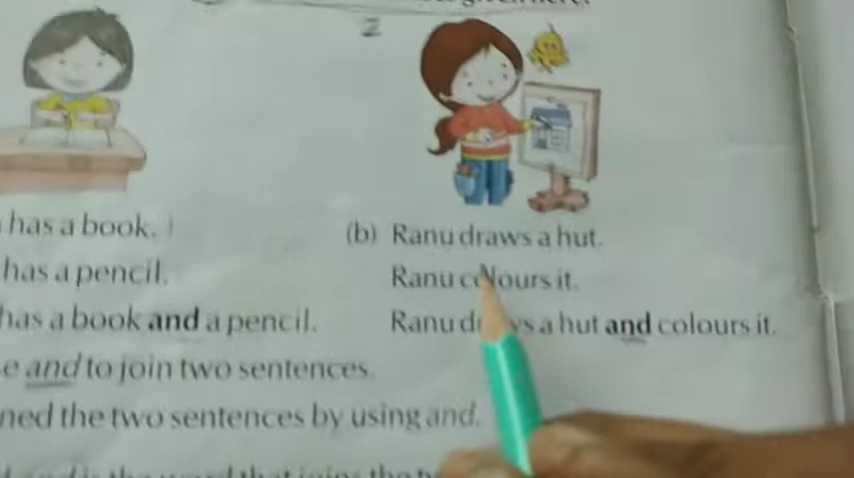 2
has a book.
(b) Ranu draws a hut.
has a pencil.
Ranu colours it.
has a book and a pencil.
Ranu draws a hut and colours it.
and to join two sentences.
the two sentences by using and.